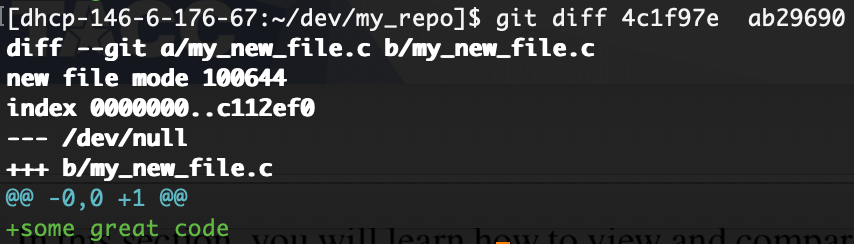 [dhcp-146-6-176-67:~/dev/my_repo]$ git diff 4c1f97e  ab29690
diff --git a/my_new_file.c b/my_new_file.c
new file mode 100644
index 0000000..c112ef0
--- /dev/null
+++ b/my_new_file.c
@@ -0,0 +1 @@
+some great code
in this section, you will learn how to view and compar